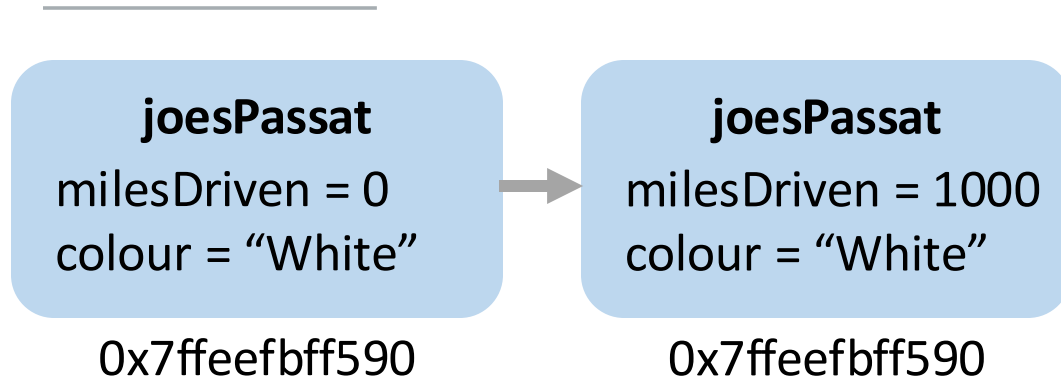 joesPassat
milesDriven = 0
colour = “White”
0x7ffeefbff590
joesPassat
milesDriven = 1000
colour = “White”
0x7ffeefbff590